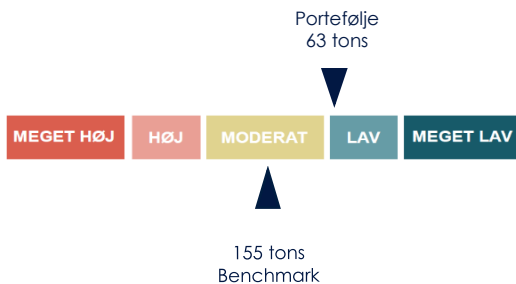 Portefølje
63 tons
MEGET HØJ HØJ MODERAT LAV MEGET LAV
155 tons
Benchmark